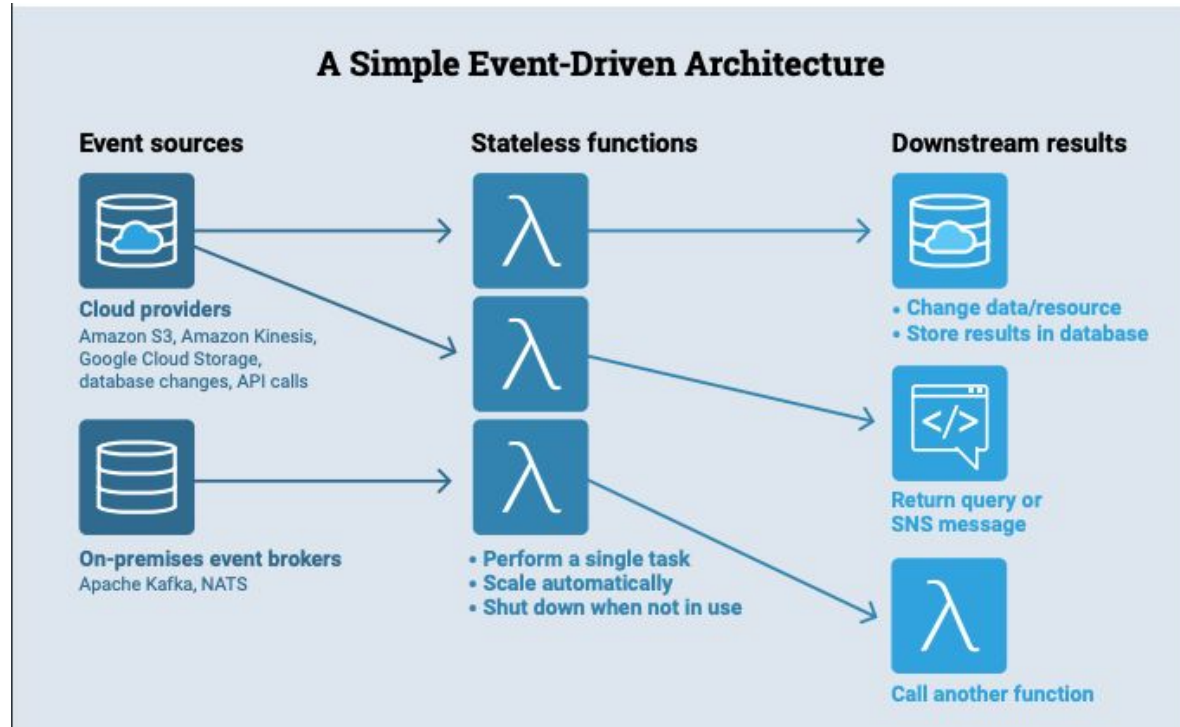 A Simple Event-Driven Architecture
Event sources
Stateless functions
Downstream results
Cloud providers
Amazon S3, Amazon Kinesis,
Google Cloud Storage,
database changes, API calls
On-premises event brokers
Apache Kafka, NATS
λ
λ
λ
• Perform a single task
• Scale automatically
• Shut down when not in use
• Change data/resource
• Store results in database
</>
Return query or
SNS message
λ
Call another function